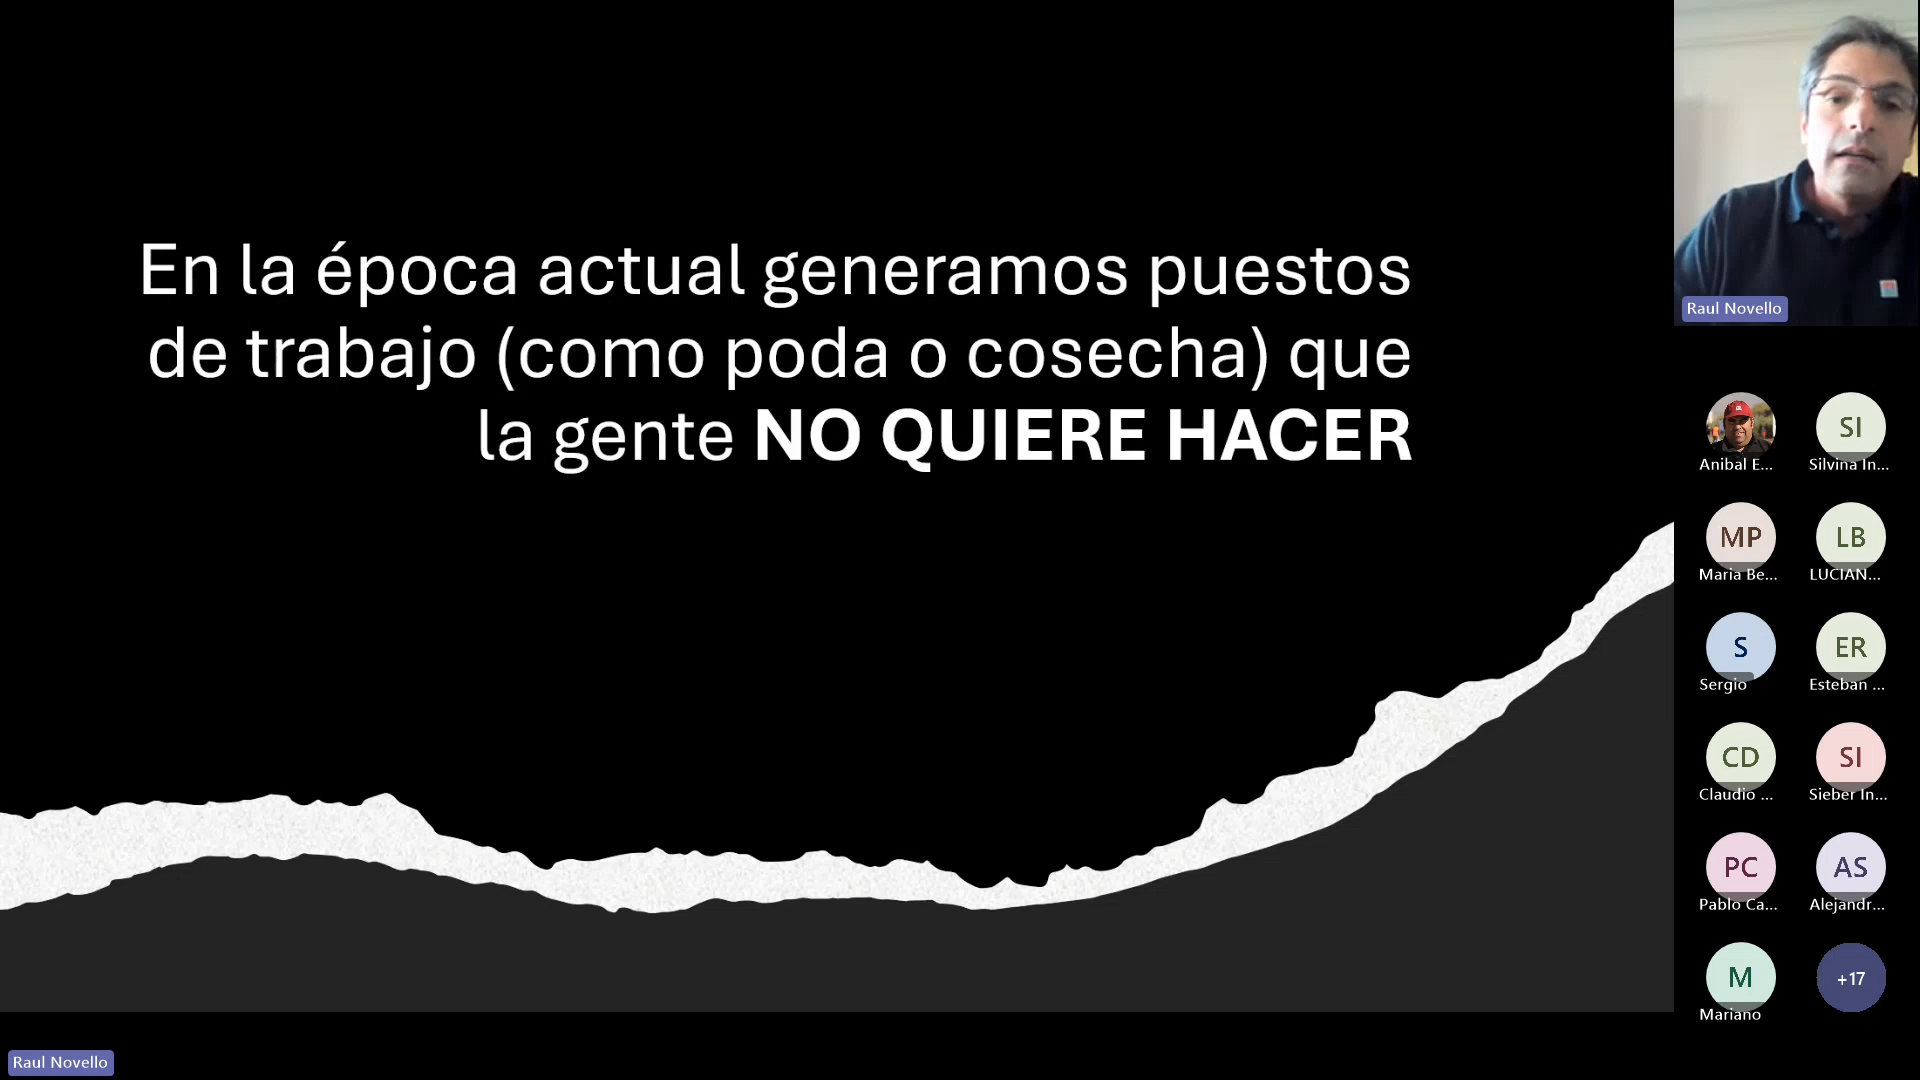 En la época actual generamos puestos
de trabajo (como poda o cosecha) que
la gente NO QUIERE HACER
Raul Novello
Anibal E...
SI
Silvina In...
MP
Maria Be...
LB
LUCIAN...
S
Sergio
ER
Esteban ...
CD
Claudio ...
SI
Sieber In...
PC
Pablo Ca...
AS
Alejandr...
M
Mariano
+17
Raul Novello